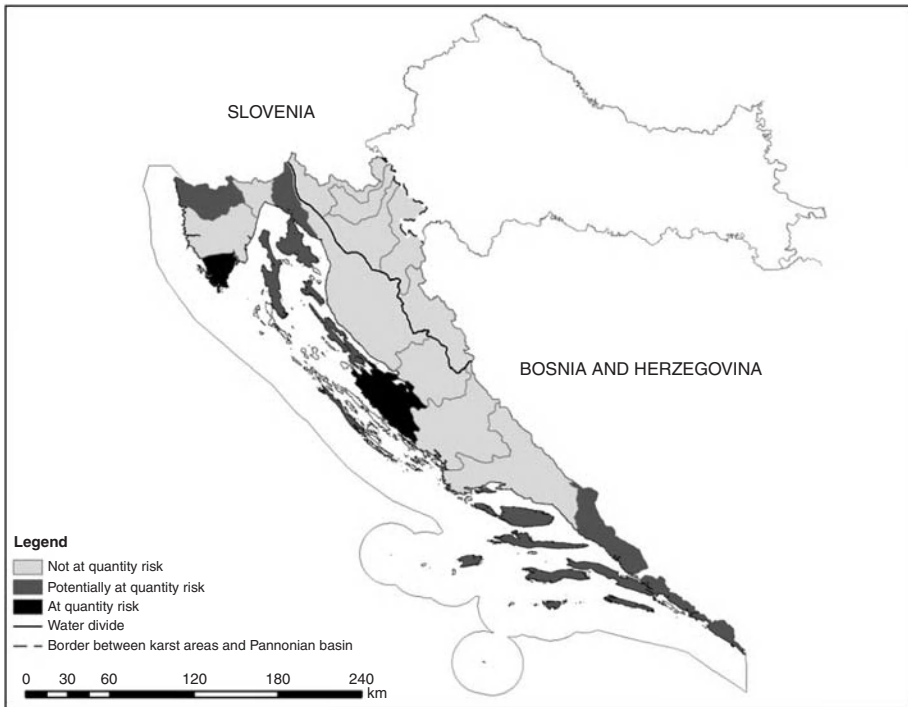 SLOVENIA
BOSNIA AND HERZEGOVINA
Legend
Not at quantity risk
Potentially at quantity risk
At quantity risk
Water divide
Border between karst areas and Pannonian basin
0 30 60 120 180 240
km